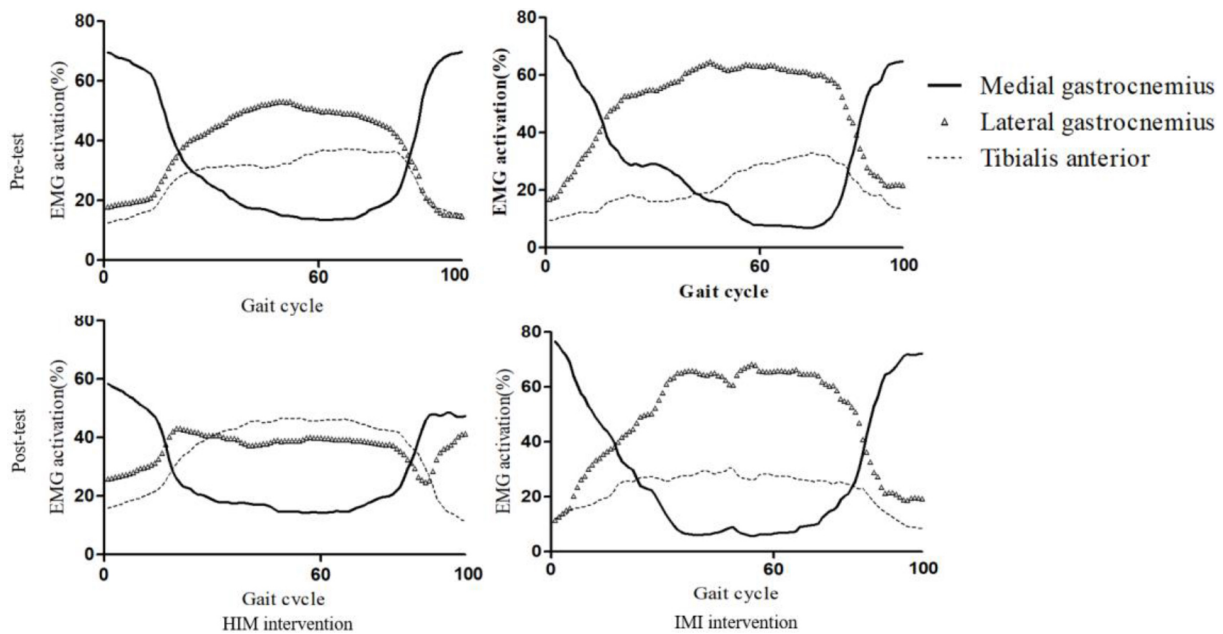 80
60
40
20
0
EMG activation(%)
Pre-test
0
60
100
Gait cycle
80
60
40
20
0
EMG activation(%)
0
60
100
Gait cycle
Medial gastrocnemius
Lateral gastrocnemius
Tibialis anterior
80
60
40
20
0
EMG activation(%)
Post-test
0
60
100
Gait cycle
HIM intervention
80
60
40
20
0
EMG activation(%)
0
60
100
Gait cycle
IMI intervention